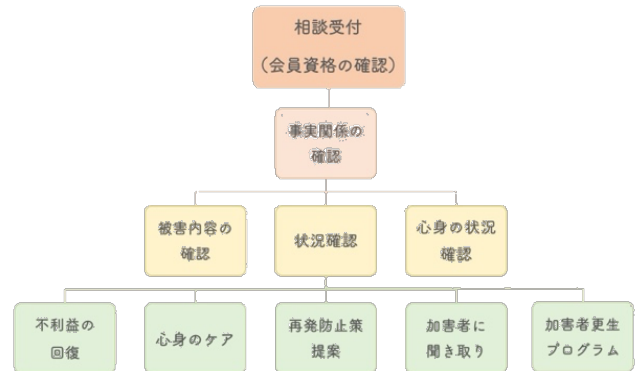 相談受付
(会員資格の確認)
事実関係の
確認
被害内容の
確認
状況確認
心身の状況
確認
不利益の
回復
心身のケア
再発防止策
提案
加害者に
聞き取り
加害者更生
プログラム